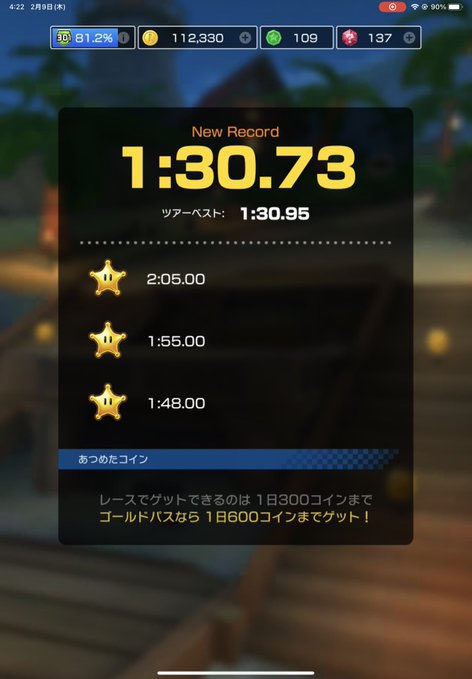 4:22 2月9日(木) 90%
30 81.2% i 112,330 109 137
New Record
1:30.73
ツアーベスト: 1:30.95
2:05.00
1:55.00
1:48.00
あつめたコイン
レースでゲットできるのは 1日300コインまで
ゴールドパスなら 1日600コインまでゲット！